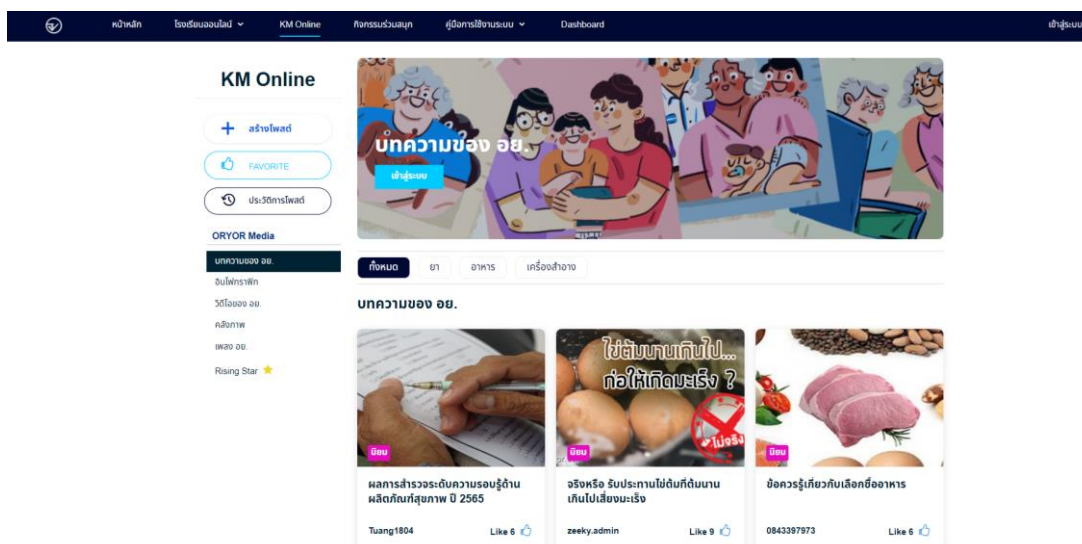 หน้าหลัก
โรงเรียนออนไลน์
KM Online
กิจกรรมร่วมสนุก
คู่มือการใช้งานระบบ
Dashboard
เข้าสู่ระบบ
KM Online
สร้างโพสต์
FAVORITE
ประวัติการโพสต์
ORYOR Media
บทความของ อย.
อินโฟกราฟิก
วิดีโอของ อย.
คลังภาพ
เพลง อย.
Rising Star
บทความของ อย.
เข้าสู่ระบบ
ทั้งหมด
ยา
อาหาร
เครื่องสำอาง
บทความของ อย.
นิยม
ผลการสำรวจระดับความรอบรู้ด้าน
ผลิตภัณฑ์สุขภาพ ปี 2565
Tuang1804
Like 6
ไข่ต้มนานเกินไป...
ก่อให้เกิดมะเร็ง ?
ไม่จริง
นิยม
จริงหรือ รับประทานไข่ต้มที่ต้มนาน
เกินไปเสี่ยงมะเร็ง
zeeky.admin
Like 9
นิยม
ข้อควรรู้เกี่ยวกับเลือกซื้ออาหาร
0843397973
Like 6